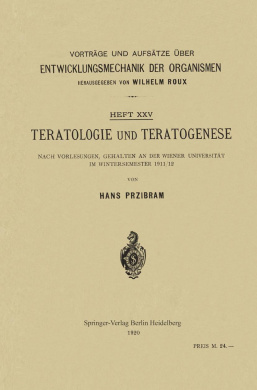 VORTRÄGE UND AUFSÄTZE ÜBER
ENTWICKLUNGSMECHANIK DER ORGANISMEN
HERAUSGEGEBEN VON WILHELM ROUX
HEFT XXV
TERATOLOGIE UND TERATOGENESE
NACH VORLESUNGEN, GEHALTEN AN DER WIENER UNIVERSITÄT
IM WINTERSEMESTER 1911/12
VON
HANS PRZIBRAM
Springer-Verlag Berlin Heidelberg
1920
PREIS M. 24.—